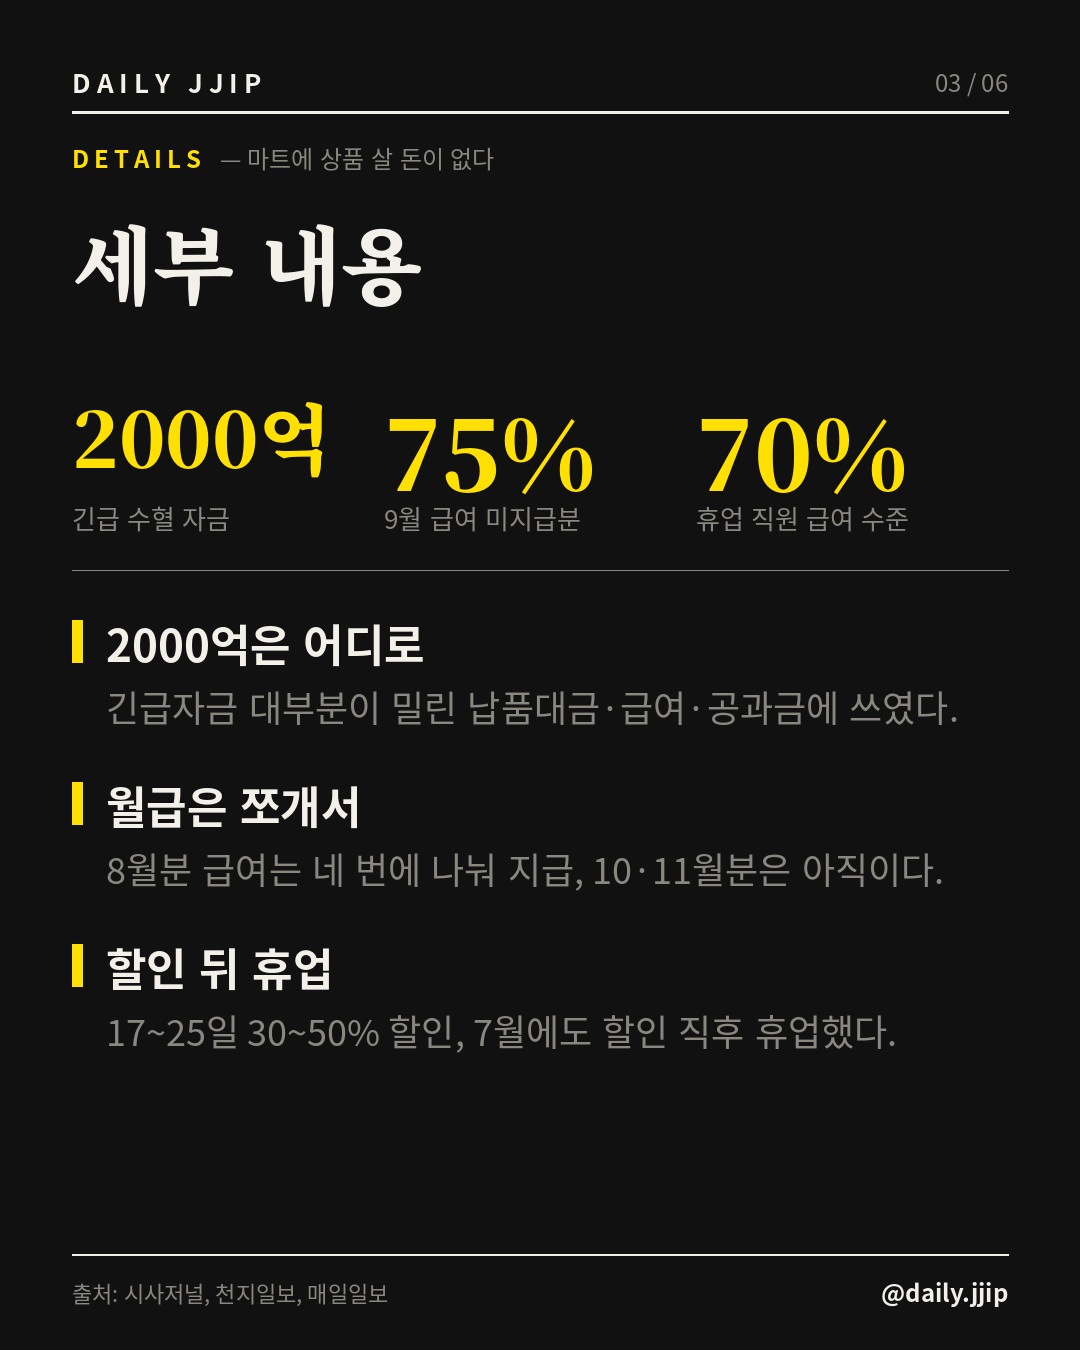 DAILY JJIP
03 / 06
DETAILS — 마트에 상품 살 돈이 없다
세부 내용
2000억 75% 70%
긴급 수혈 자금 9월 급여 미지급분 휴업 직원 급여 수준
2000억은 어디로
긴급자금 대부분이 밀린 납품대금·급여·공과금에 쓰였다.
월급은 쪼개서
8월분 급여는 네 번에 나눠 지급, 10·11월분은 아직이다.
할인 뒤 휴업
17~25일 30~50% 할인, 7월에도 할인 직후 휴업했다.
출처: 시사저널, 천지일보, 매일일보
@daily.jjip